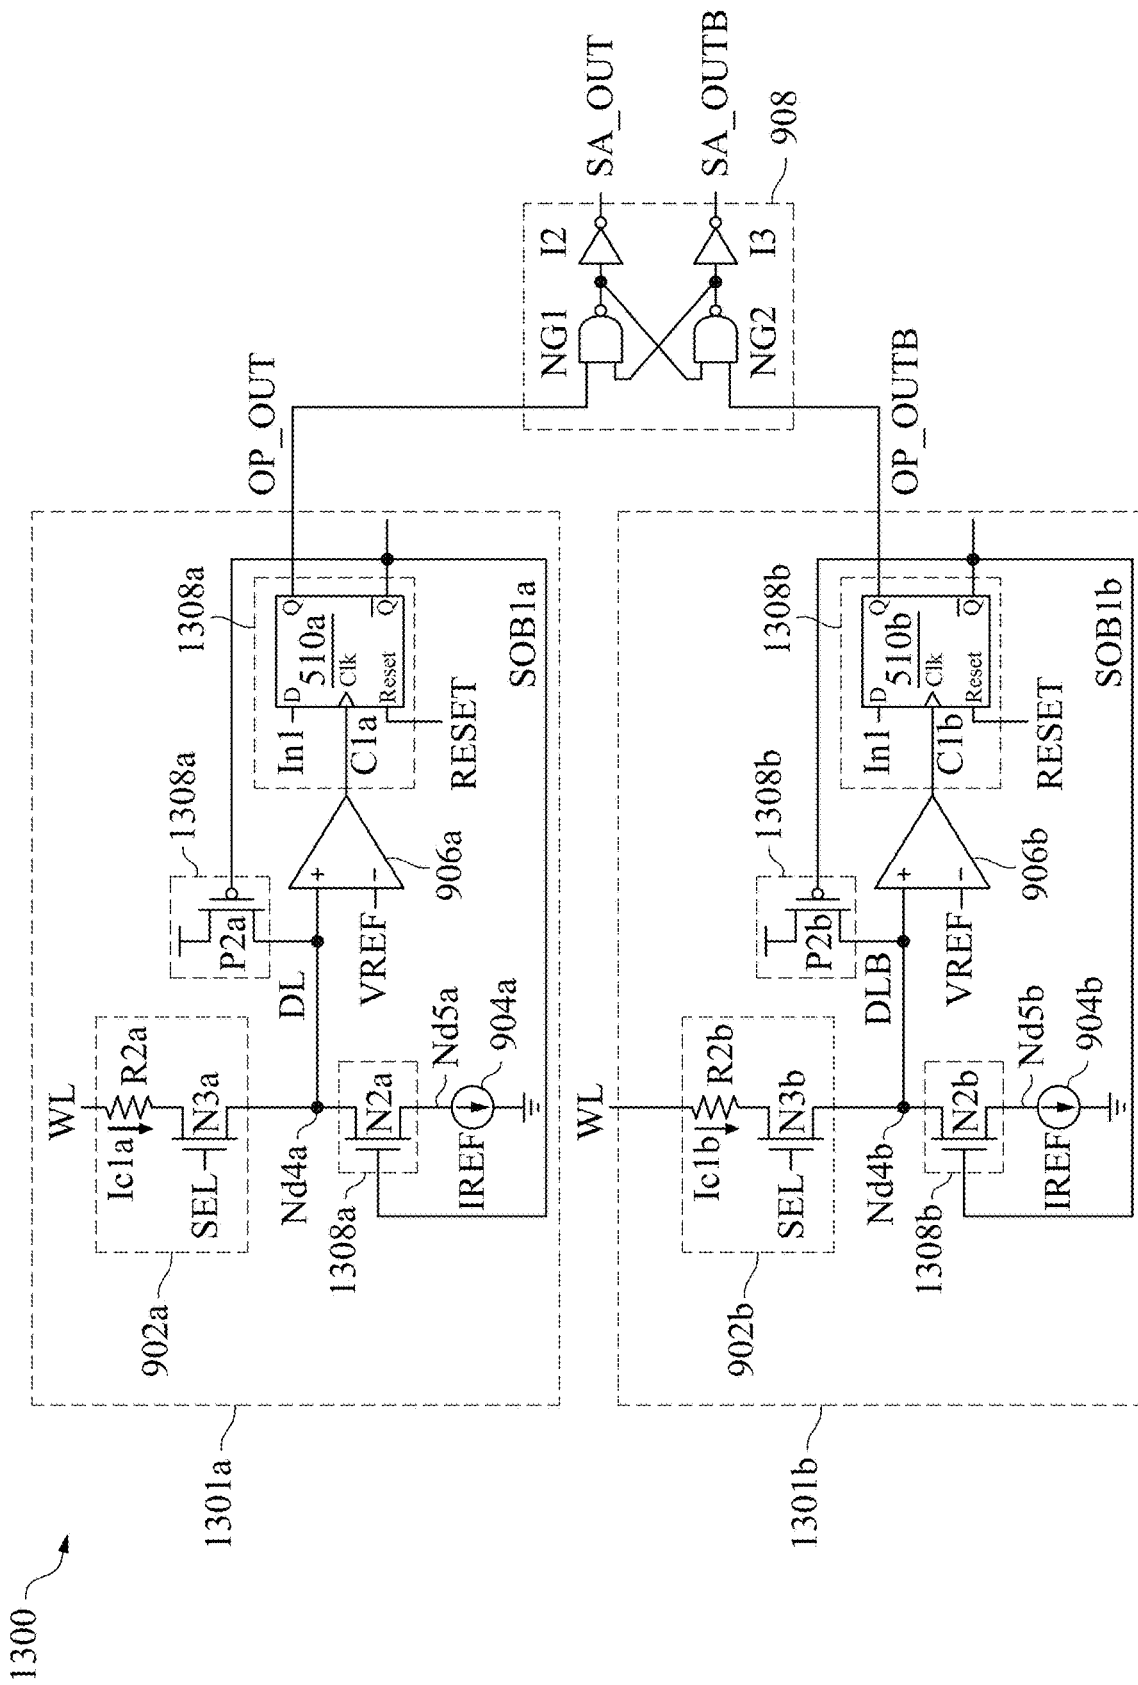 1300
1301a
902a
WL
Ic1a
R2a
SEL
N3a
Nd4a
DL
1308a
P2a
1308a
N2a
Nd5a
IREF
904a
VREF
+
−
906a
1308a
In1
D
Q
510a
Clk
C1a
Reset
Q
RESET
SOB1a
OP_OUT
1301b
902b
WL
Ic1b
R2b
SEL
N3b
Nd4b
DLB
1308b
P2b
1308b
N2b
Nd5b
IREF
904b
VREF
+
−
906b
1308b
In1
D
Q
510b
Clk
C1b
Reset
Q
RESET
SOB1b
OP_OUTB
NG1
I2
NG2
I3
SA_OUT
SA_OUTB
908